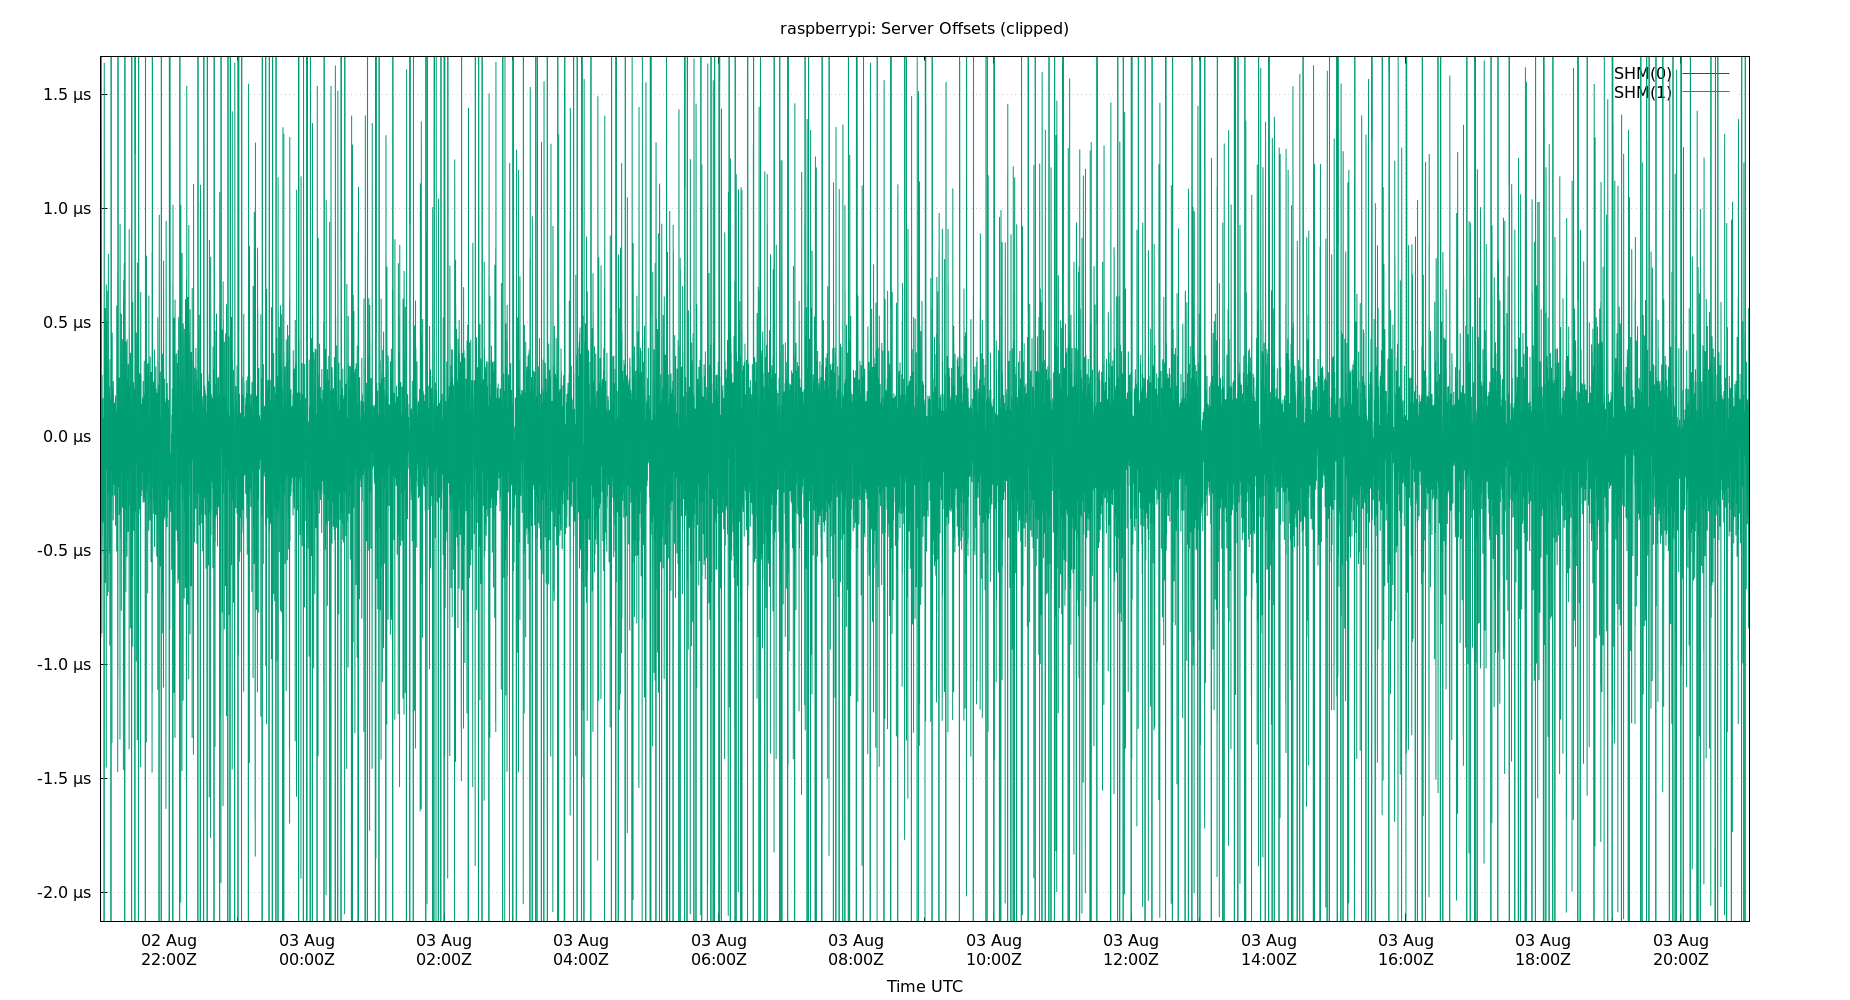 raspberrypi: Server Offsets (clipped)
SHM(0)
SHM(1)
1.5 µs
1.0 µs
0.5 µs
0.0 µs
-0.5 µs
-1.0 µs
-1.5 µs
-2.0 µs
02 Aug 03 Aug 03 Aug 03 Aug 03 Aug 03 Aug 03 Aug 03 Aug 03 Aug 03 Aug 03 Aug 03 Aug
22:00Z 00:00Z 02:00Z 04:00Z 06:00Z 08:00Z 10:00Z 12:00Z 14:00Z 16:00Z 18:00Z 20:00Z
Time UTC